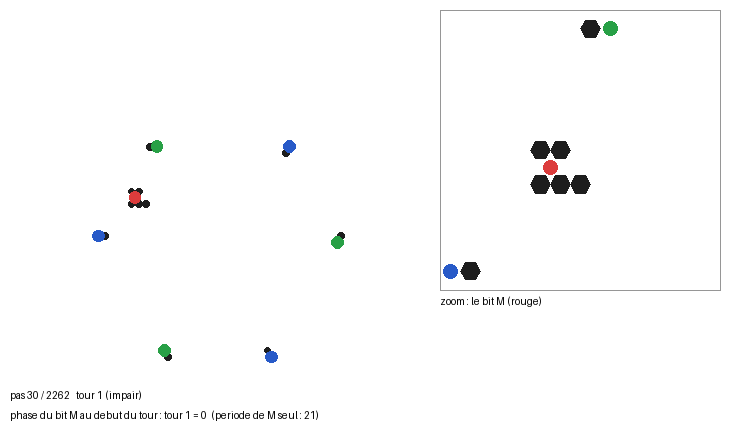 zoom : le bit M (rouge)
pas 30 / 2262 tour 1 (impair)
phase du bit M au debut du tour : tour 1 = 0 (periode de M seul : 21)